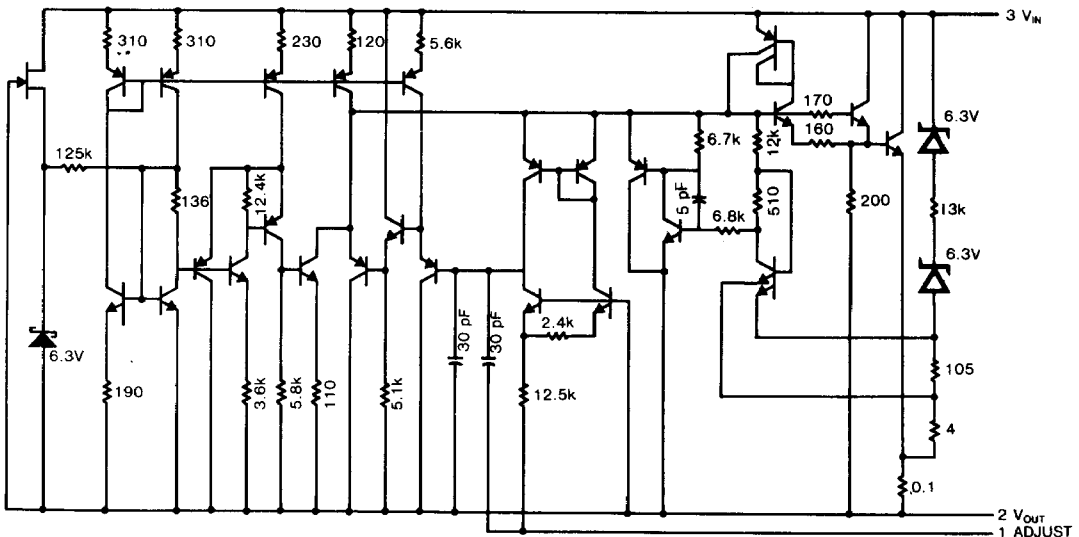 3 V_IN
310
310
230
120
5.6k
170
160
6.3V
125k
136
12.4k
6.7k
12k
5 pF
6.8k
510
200
13k
6.3V
6.3V
190
3.6k
5.8k
110
5.1k
30 pF
30 pF
2.4k
12.5k
105
4
0.1
2 V_OUT
1 ADJUST